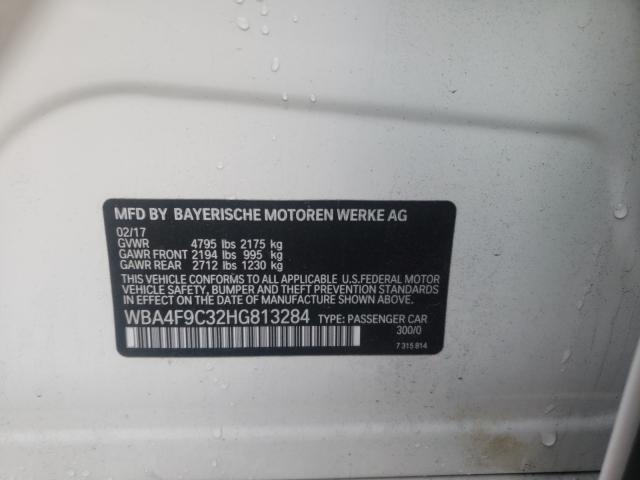 MFD BY BAYERISCHE MOTOREN WERKE AG
02/17
GVWR 4795 lbs 2175 kg
GAWR FRONT 2194 lbs 995 kg
GAWR REAR 2712 lbs 1230 kg
THIS VEHICLE CONFORMS TO ALL APPLICABLE U.S.FEDERAL MOTOR
VEHICLE SAFETY, BUMPER, AND THEFT PREVENTION STANDARDS IN
EFFECT ON THE DATE OF MANUFACTURE SHOWN ABOVE.
WBA4F9C32HG813284 TYPE: PASSENGER CAR
300/0
7 315 814